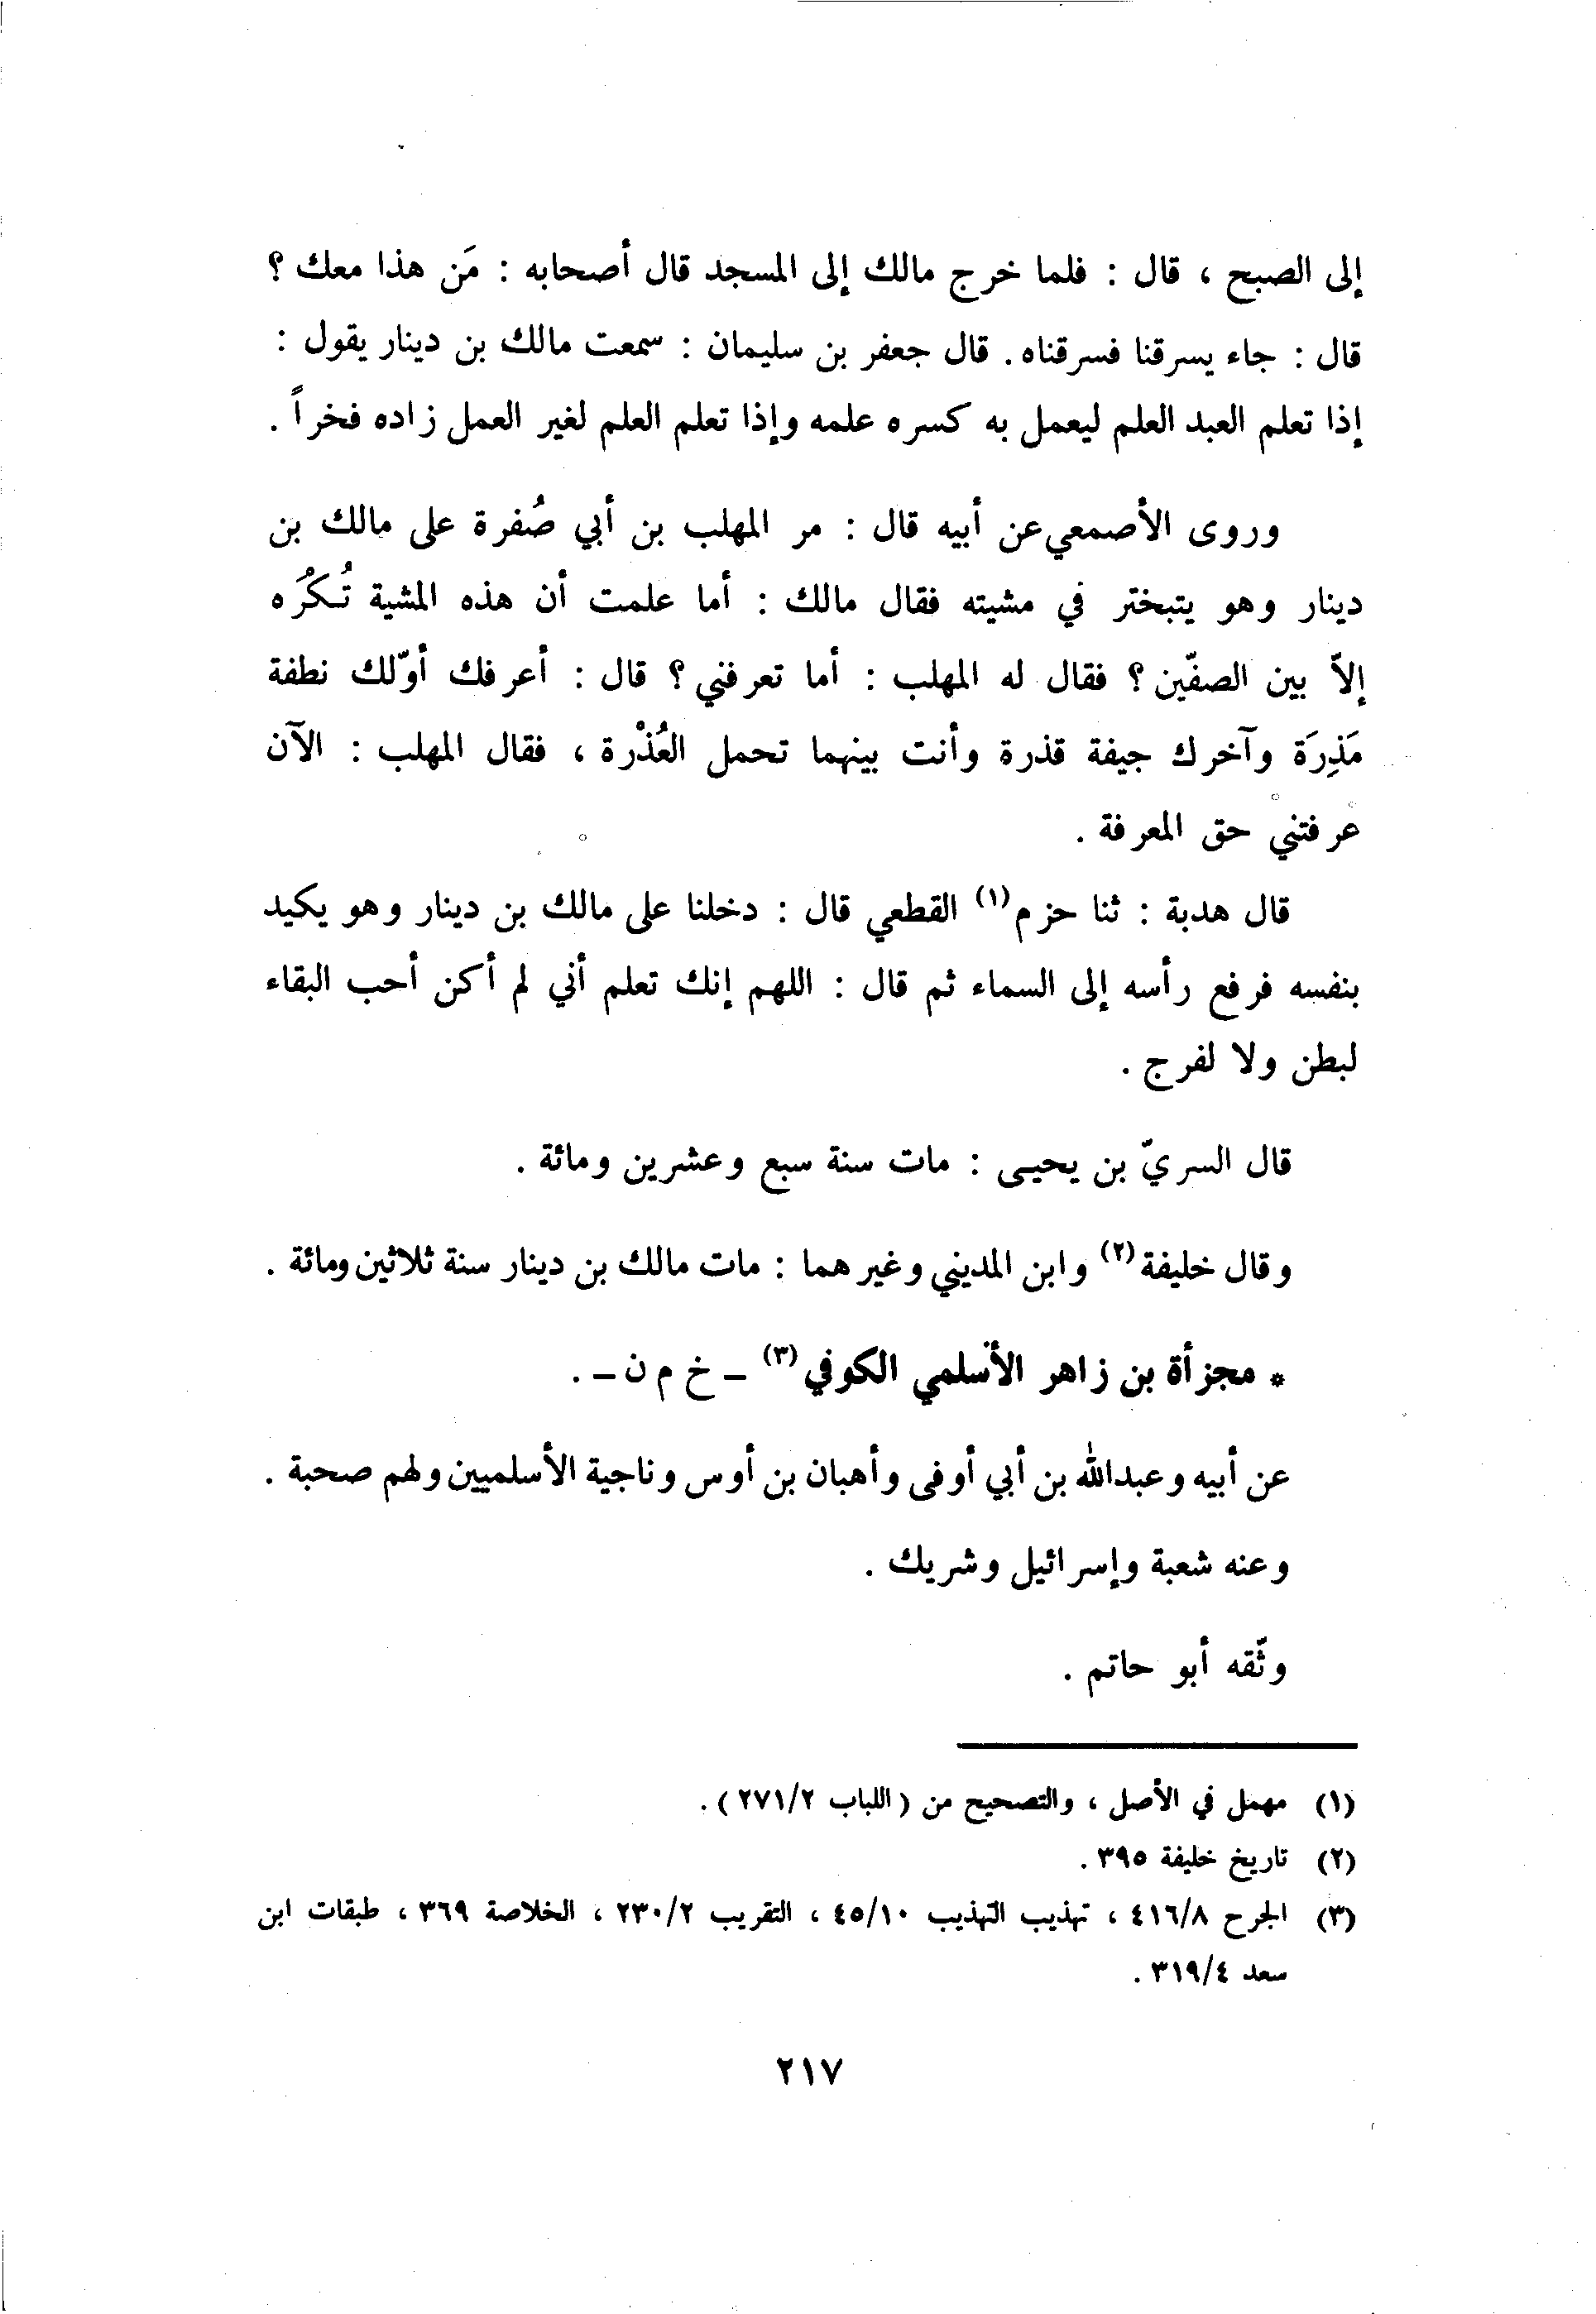 إلى الصبح ، قال : فلما خرج مالك إلى المسجد قال أصحابه : مَن هذا معك ؟
قال : جاء يسرقنا فسرقناه . قال جعفر بن سليمان : سمعت مالك بن دينار يقول :
إذا تعلم العبد العلم ليعمل به كسره علمه وإذا تعلم العلم لغير العمل زاده فخراً .
وروى الأصمعي عن أبيه قال : مر المهلب بن أبي صُفرة على مالك بن
دينار وهو يتبختر في مشيته فقال مالك : أما علمت أن هذه المشية تُكْرَه
إلاّ بين الصفّين ؟ فقال له المهلب : أما تعرفني ؟ قال : أعرفك أوّلك نطفة
مَذِرَة وآخرك جيفة قذرة وأنت بينهما تحمل العُذْرة ، فقال المهلب : الآن
عرفتني حق المعرفة .
قال هدبة : ثنا حزم (١) القطعي قال : دخلنا على مالك بن دينار وهو يكيد
بنفسه فرفع رأسه إلى السماء ثم قال : اللهم إنك تعلم أني لم أكن أحب البقاء
لبطن ولا لفرج .
قال السريّ بن يحيى : مات سنة سبع وعشرين ومائة .
وقال خليفة (٢) وابن المديني وغيرهما : مات مالك بن دينار سنة ثلاثين ومائة .
* مجزأة بن زاهر الأسلمي الكوفي (٣) - خ م ن - .
عن أبيه وعبدالله بن أبي أوفى وأهبان بن أوس وناجية الأسلميين ولهم صحبة .
وعنه شعبة وإسرائيل وشريك .
وثّقه أبو حاتم .
(١) مهمل في الأصل ، والتصحيح من ( اللباب ٢٧١/٢ ) .
(٢) تاريخ خليفة ٣٩٥ .
(٣) الجرح ٤١٦/٨ ، تهذيب التهذيب ٤٥/١٠ ، التقريب ٢٣٠/٢ ، الخلاصة ٣٦٩ ، طبقات ابن
سعد ٣١٩/٤ .
٢١٧